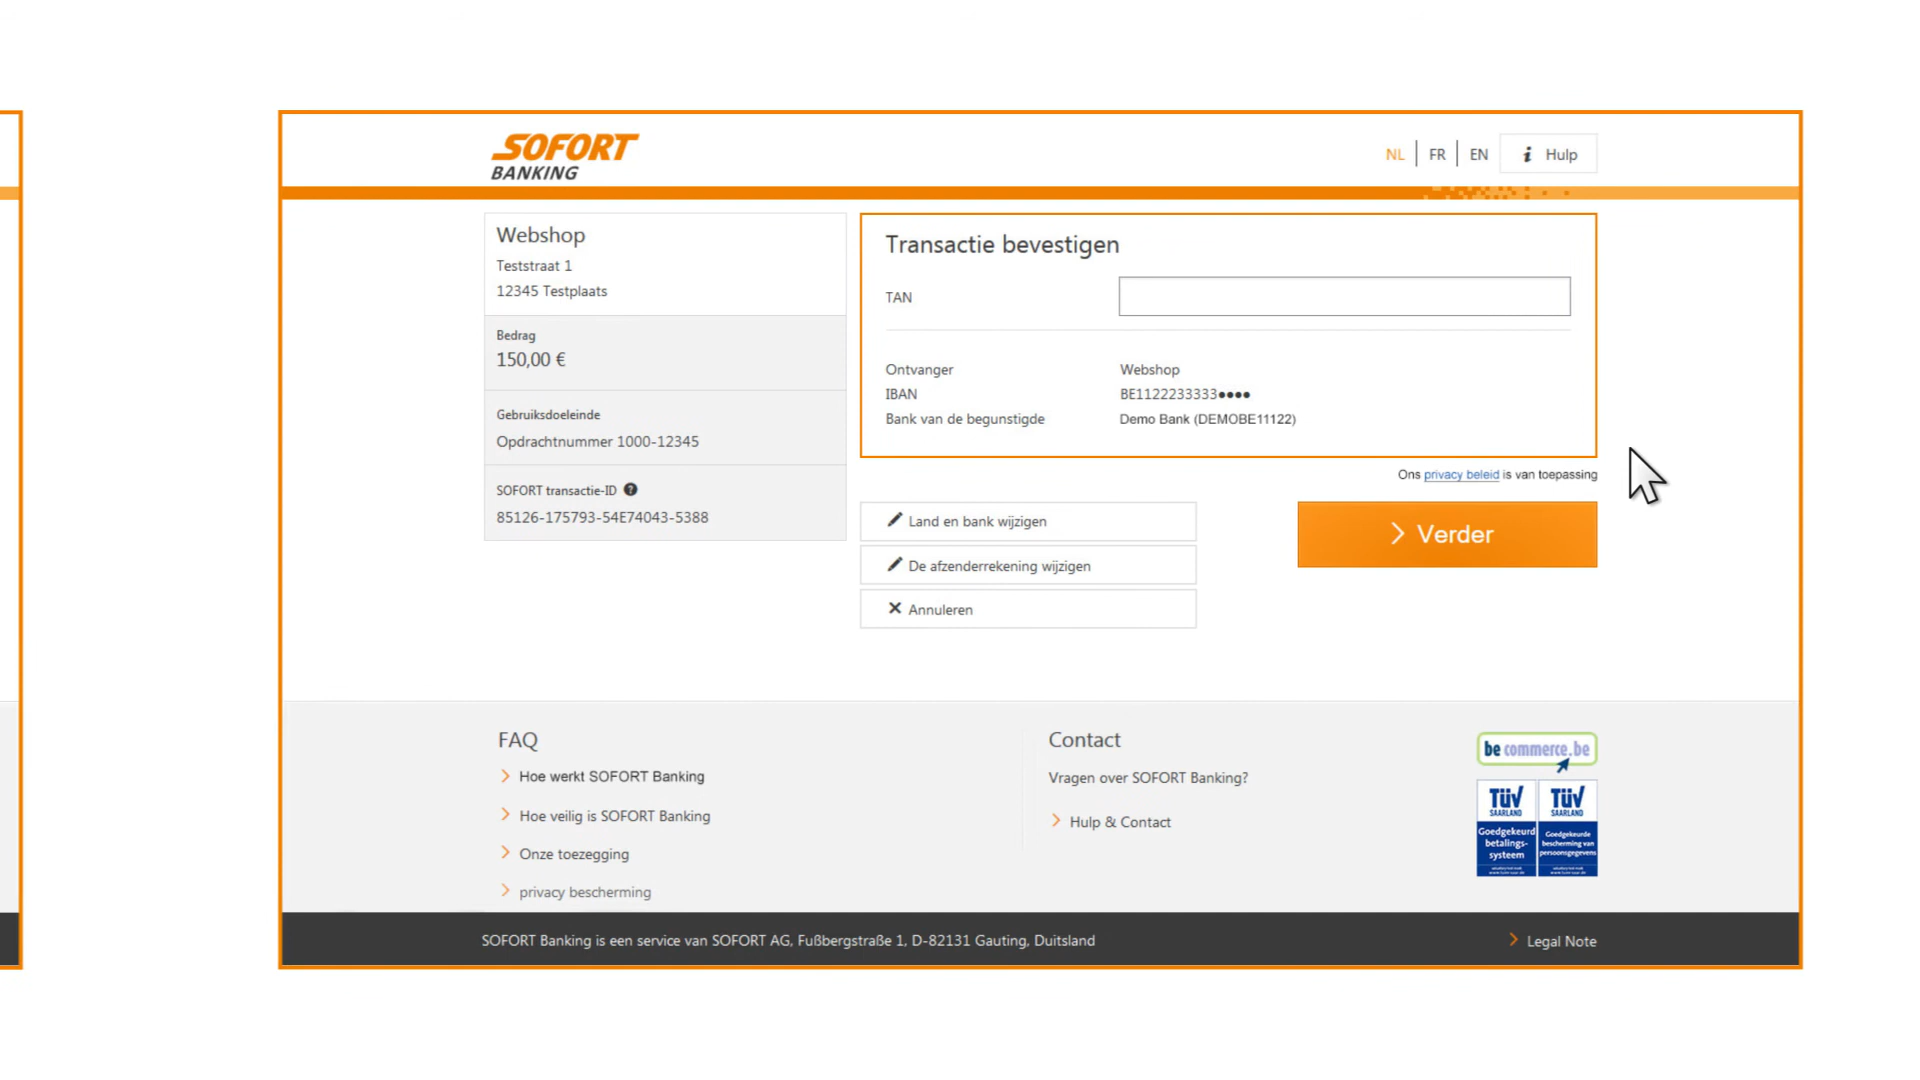 SOFORT
BANKING
NL | FR | EN
i Hulp
Webshop
Teststraat 1
12345 Testplaats
Bedrag
150,00 €
Gebruiksdoeleinde
Opdrachtnummer 1000-12345
SOFORT transactie-ID ?
85126-175793-54E74043-5388
Transactie bevestigen
TAN
Ontvanger Webshop
IBAN BE1122233333●●●●
Bank van de begunstigde Demo Bank (DEMOBE11122)
Ons privacy beleid is van toepassing
Land en bank wijzigen
De afzenderrekening wijzigen
Annuleren
Verder
FAQ
Hoe werkt SOFORT Banking
Hoe veilig is SOFORT Banking
Onze toezegging
privacy bescherming
Contact
Vragen over SOFORT Banking?
Hulp & Contact
be commerce.be
TÜV
SAARLAND
Goedgekeurd
betalings-
systeem
TÜV
SAARLAND
Goedgekeurde
bescherming van
persoonsgegevens
SOFORT Banking is een service van SOFORT AG, Fußbergstraße 1, D-82131 Gauting, Duitsland
Legal Note